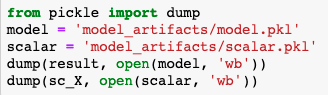 from pickle import dump
model = 'model_artifacts/model.pkl'
scalar = 'model_artifacts/scalar.pkl'
dump(result, open(model, 'wb'))
dump(sc_X, open(scalar, 'wb'))